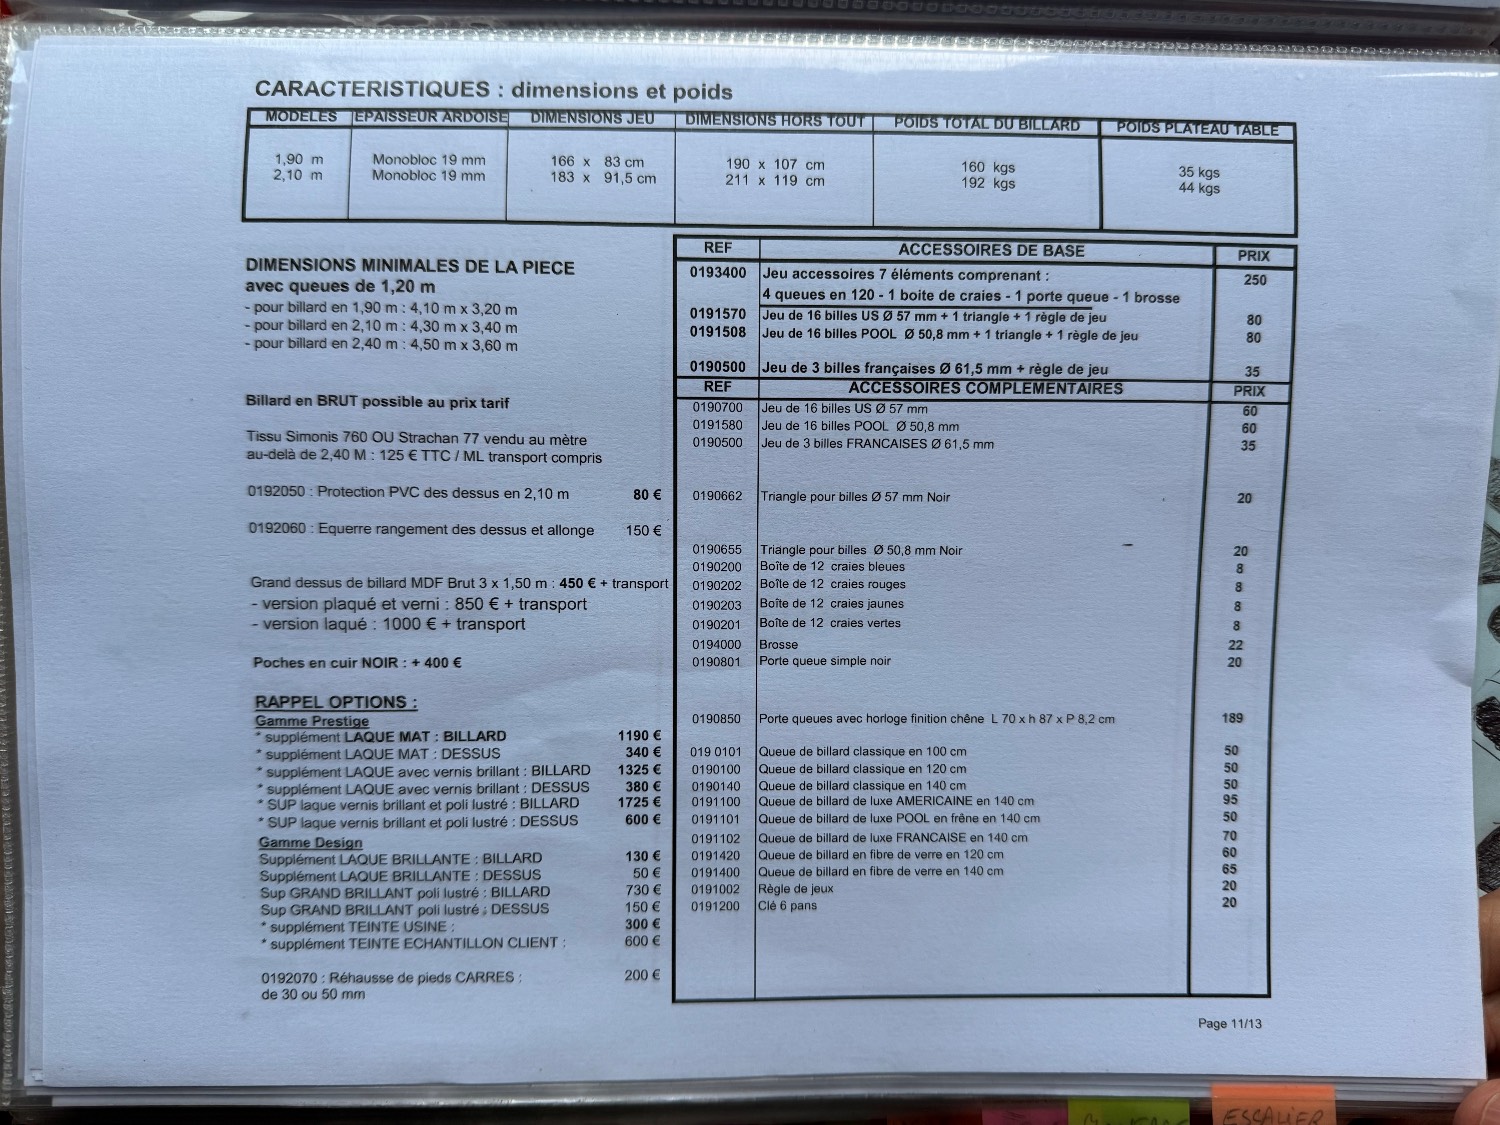 CARACTERISTIQUES : dimensions et poids
MODELES EPAISSEUR ARDOISE DIMENSIONS JEU DIMENSIONS HORS TOUT POIDS TOTAL DU BILLARD POIDS PLATEAU TABLE
1,90 m Monobloc 19 mm 166 x 83 cm 190 x 107 cm 160 kgs 35 kgs
2,10 m Monobloc 19 mm 183 x 91,5 cm 211 x 119 cm 192 kgs 44 kgs
DIMENSIONS MINIMALES DE LA PIECE
avec queues de 1,20 m
- pour billard en 1,90 m : 4,10 m x 3,20 m
- pour billard en 2,10 m : 4,30 m x 3,40 m
- pour billard en 2,40 m : 4,50 m x 3,60 m
Billard en BRUT possible au prix tarif
Tissu Simonis 760 OU Strachan 77 vendu au mètre
au-delà de 2,40 M : 125 € TTC / ML transport compris
0192050 : Protection PVC des dessus en 2,10 m 80 €
0192060 : Equerre rangement des dessus et allonge 150 €
Grand dessus de billard MDF Brut 3 x 1,50 m : 450 € + transport
- version plaqué et verni : 850 € + transport
- version laqué : 1000 € + transport
Poches en cuir NOIR : + 400 €
RAPPEL OPTIONS :
Gamme Prestige
* supplément LAQUE MAT : BILLARD 1190 €
* supplément LAQUE MAT : DESSUS 340 €
* supplément LAQUE avec vernis brillant : BILLARD 1325 €
* supplément LAQUE avec vernis brillant : DESSUS 380 €
* SUP laque vernis brillant et poli lustré : BILLARD 1725 €
* SUP laque vernis brillant et poli lustré : DESSUS 600 €
Gamme Design
Supplément LAQUE BRILLANTE : BILLARD 130 €
Supplément LAQUE BRILLANTE : DESSUS 50 €
Sup GRAND BRILLANT poli lustré : BILLARD 730 €
Sup GRAND BRILLANT poli lustré : DESSUS 150 €
* supplément TEINTE USINE : 300 €
* supplément TEINTE ECHANTILLON CLIENT : 600 €
0192070 : Réhausse de pieds CARRES : 200 €
de 30 ou 50 mm
REF ACCESSOIRES DE BASE PRIX
0193400 Jeu accessoires 7 éléments comprenant : 250
4 queues en 120 - 1 boite de craies - 1 porte queue - 1 brosse
0191570 Jeu de 16 billes US Ø 57 mm + 1 triangle + 1 règle de jeu 80
0191508 Jeu de 16 billes POOL Ø 50,8 mm + 1 triangle + 1 règle de jeu 80
0190500 Jeu de 3 billes françaises Ø 61,5 mm + règle de jeu 35
REF ACCESSOIRES COMPLEMENTAIRES PRIX
0190700 Jeu de 16 billes US Ø 57 mm 60
0191580 Jeu de 16 billes POOL Ø 50,8 mm 60
0190500 Jeu de 3 billes FRANCAISES Ø 61,5 mm 35
0190662 Triangle pour billes Ø 57 mm Noir 20
0190655 Triangle pour billes Ø 50,8 mm Noir 20
0190200 Boîte de 12 craies bleues 8
0190202 Boîte de 12 craies rouges 8
0190203 Boîte de 12 craies jaunes 8
0190201 Boîte de 12 craies vertes 8
0194000 Brosse 22
0190801 Porte queue simple noir 20
0190850 Porte queues avec horloge finition chêne L 70 x h 87 x P 8,2 cm 189
019 0101 Queue de billard classique en 100 cm 50
0190100 Queue de billard classique en 120 cm 50
0190140 Queue de billard classique en 140 cm 50
0191100 Queue de billard de luxe AMERICAINE en 140 cm 95
0191101 Queue de billard de luxe POOL en frêne en 140 cm 50
0191102 Queue de billard de luxe FRANCAISE en 140 cm 70
0191420 Queue de billard en fibre de verre en 120 cm 60
0191400 Queue de billard en fibre de verre en 140 cm 65
0191002 Règle de jeux 20
0191200 Clé 6 pans 20
Page 11/13
ESCALIER